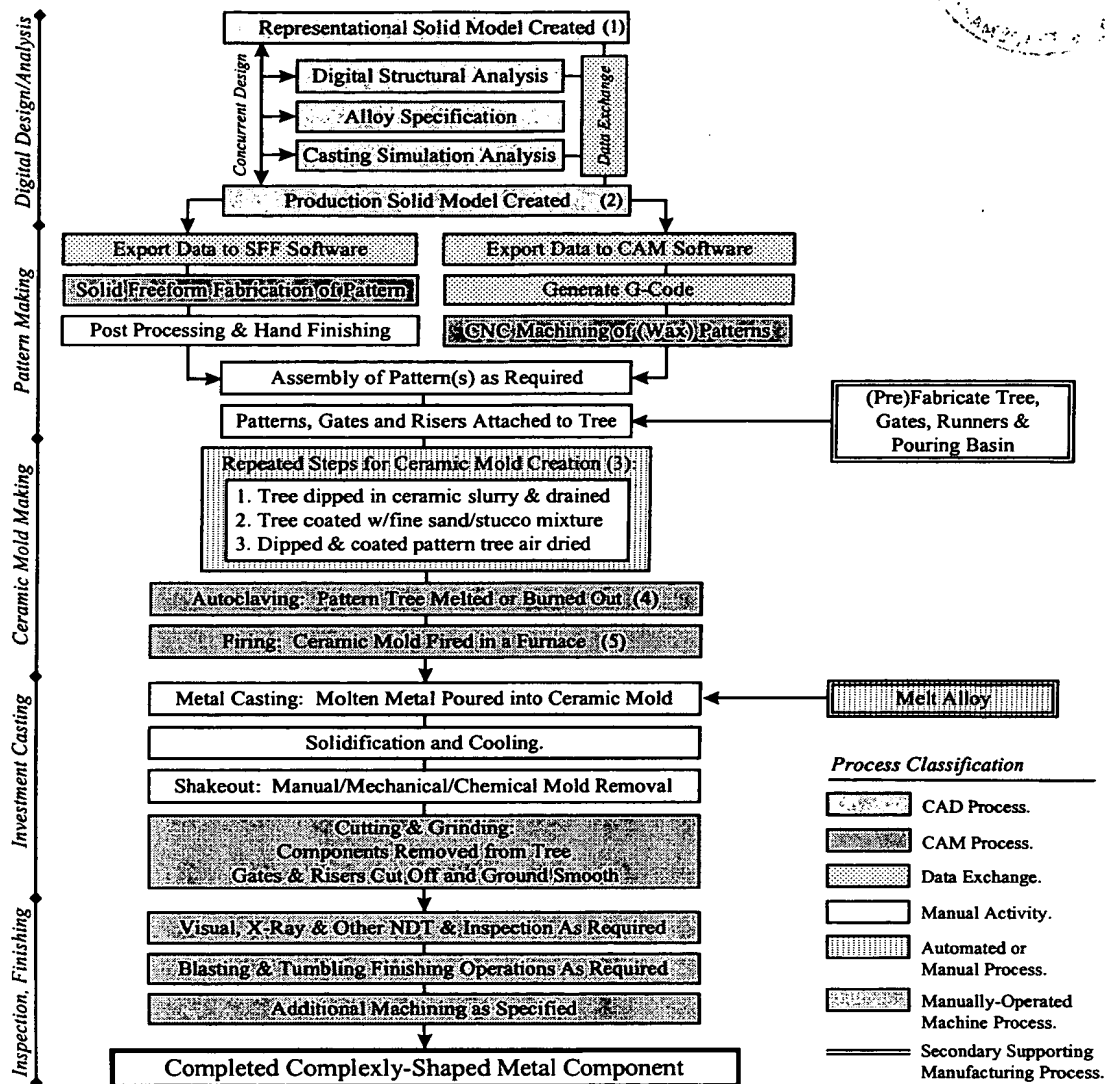 Digital Design/Analysis
Representational Solid Model Created (1)
Concurrent Design
Digital Structural Analysis
Alloy Specification
Casting Simulation Analysis
Data Exchange
Production Solid Model Created (2)
Pattern Making
Export Data to SFF Software
Export Data to CAM Software
Solid Freeform Fabrication of Pattern
Generate G-Code
Post Processing & Hand Finishing
CNC Machining of (Wax) Patterns
Assembly of Pattern(s) as Required
Patterns, Gates and Risers Attached to Tree
(Pre)Fabricate Tree,
Gates, Runners &
Pouring Basin
Ceramic Mold Making
Repeated Steps for Ceramic Mold Creation (3):
1. Tree dipped in ceramic slurry & drained
2. Tree coated w/fine sand/stucco mixture
3. Dipped & coated pattern tree air dried
Autoclaving: Pattern Tree Melted or Burned Out (4)
Firing: Ceramic Mold Fired in a Furnace (5)
Investment Casting
Metal Casting: Molten Metal Poured into Ceramic Mold
Melt Alloy
Solidification and Cooling.
Shakeout: Manual/Mechanical/Chemical Mold Removal
Cutting & Grinding:
Components Removed from Tree
Gates & Risers Cut Off and Ground Smooth
Inspection, Finishing
Visual, X-Ray & Other NDT & Inspection As Required
Blasting & Tumbling Finishing Operations As Required
Additional Machining as Specified
Completed Complexly-Shaped Metal Component
Process Classification
CAD Process.
CAM Process.
Data Exchange.
Manual Activity.
Automated or
Manual Process.
Manually-Operated
Machine Process.
Secondary Supporting
Manufacturing Process.